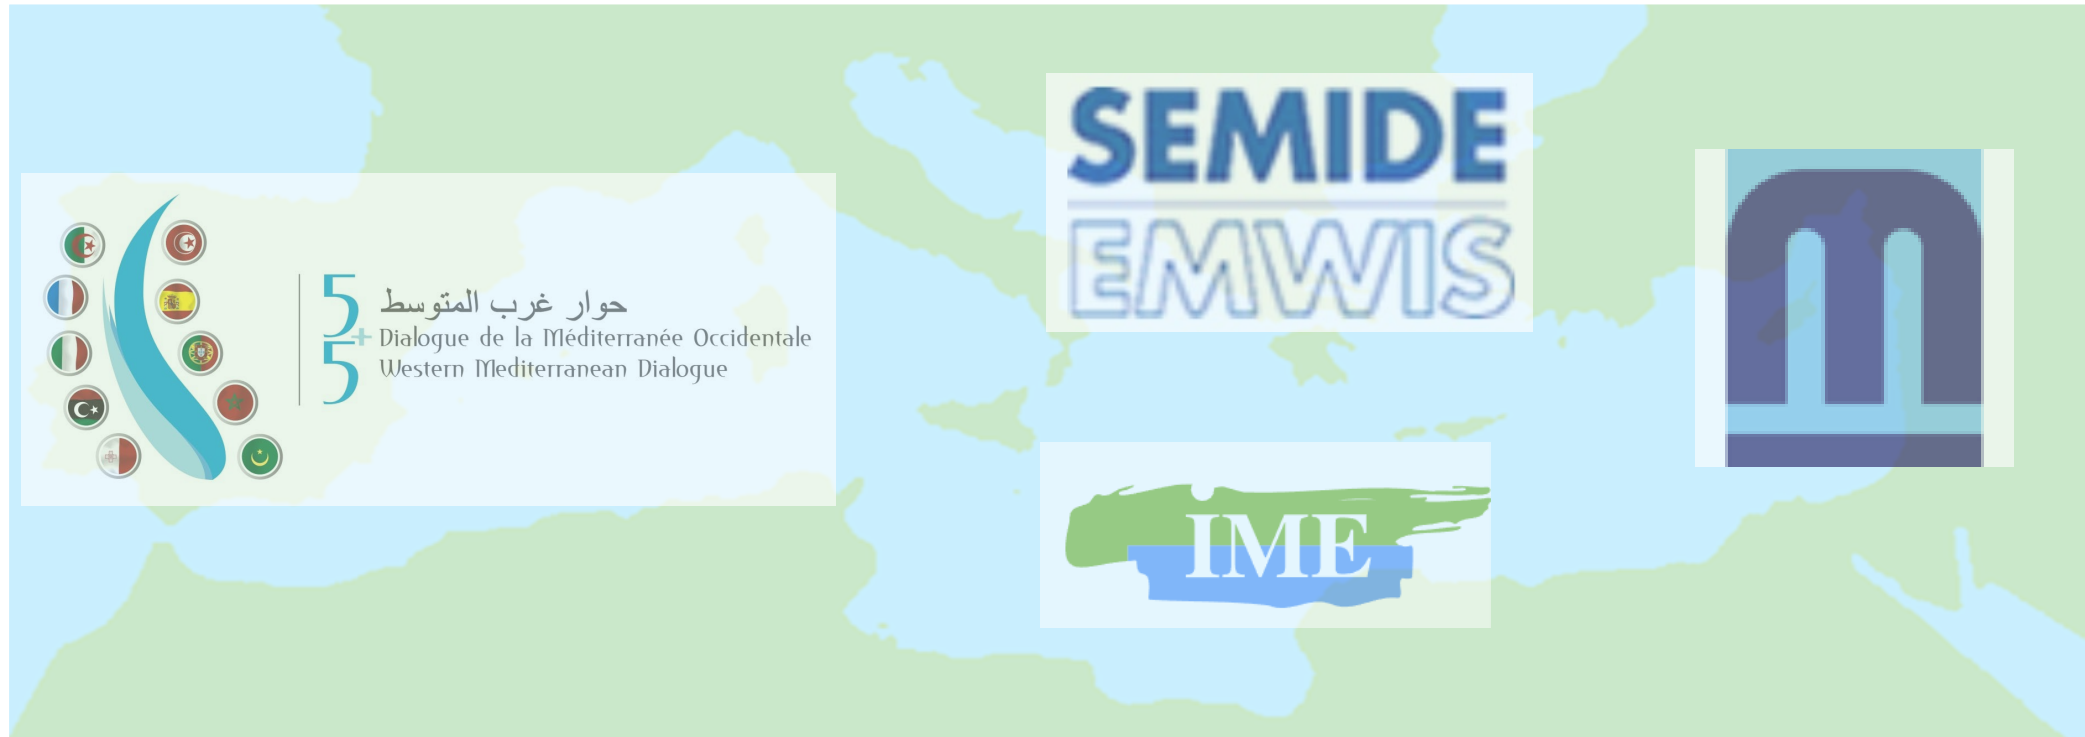 5+5
حوار غرب المتوسط
Dialogue de la Méditerranée Occidentale
Western Mediterranean Dialogue
SEMIDE
EMWIS
IME